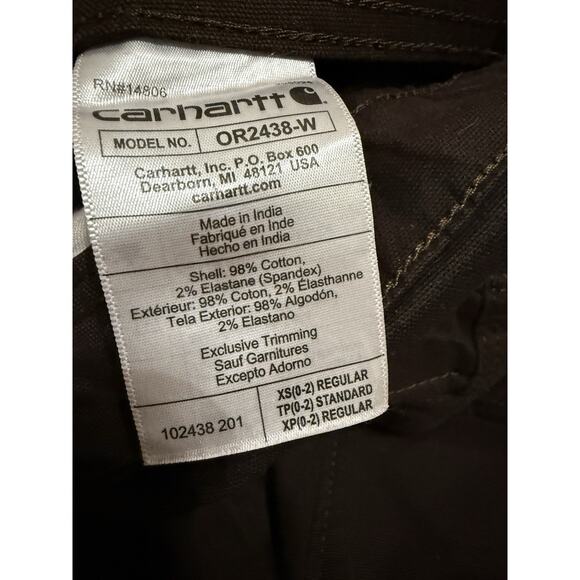 RN#14806
carhartt
MODEL NO. OR2438-W
Carhartt, Inc. P.O. Box 600
Dearborn, MI 48121 USA
carhartt.com
Made in India
Fabriqué en Inde
Hecho en India
Shell: 98% Cotton,
2% Elastane (Spandex)
Extérieur: 98% Coton, 2% Élasthanne
Tela Exterior: 98% Algodón,
2% Elastano
Exclusive Trimming
Sauf Garnitures
Excepto Adorno
102438 201
XS(0-2) REGULAR
TP(0-2) STANDARD
XP(0-2) REGULAR